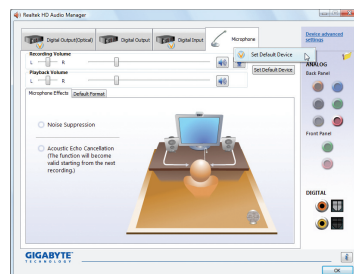 Realtek HD Audio Manager
Digital Output(Optical)
Digital Output
Digital Input
Microphone
Device advanced
settings
Recording Volume
L
R
Set Default Device
Set Default Device
Playback Volume
L
R
Microphone Effects
Default Format
Noise Suppression
Acoustic Echo Cancellation
(The function will become
valid starting from the next
recording.)
ANALOG
Back Panel
Front Panel
DIGITAL
GIGABYTE
TECHNOLOGY
i
OK